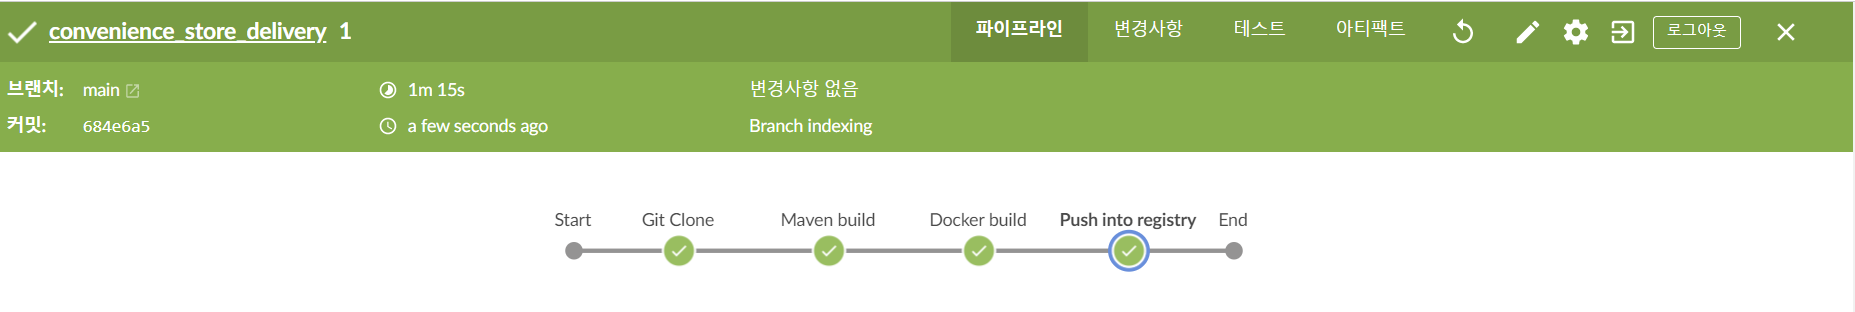 convenience_store_delivery 1 파이프라인 변경사항 테스트 아티팩트 로그아웃
브랜치: main 1m 15s 변경사항 없음
커밋: 684e6a5 a few seconds ago Branch indexing
Start Git Clone Maven build Docker build Push into registry End